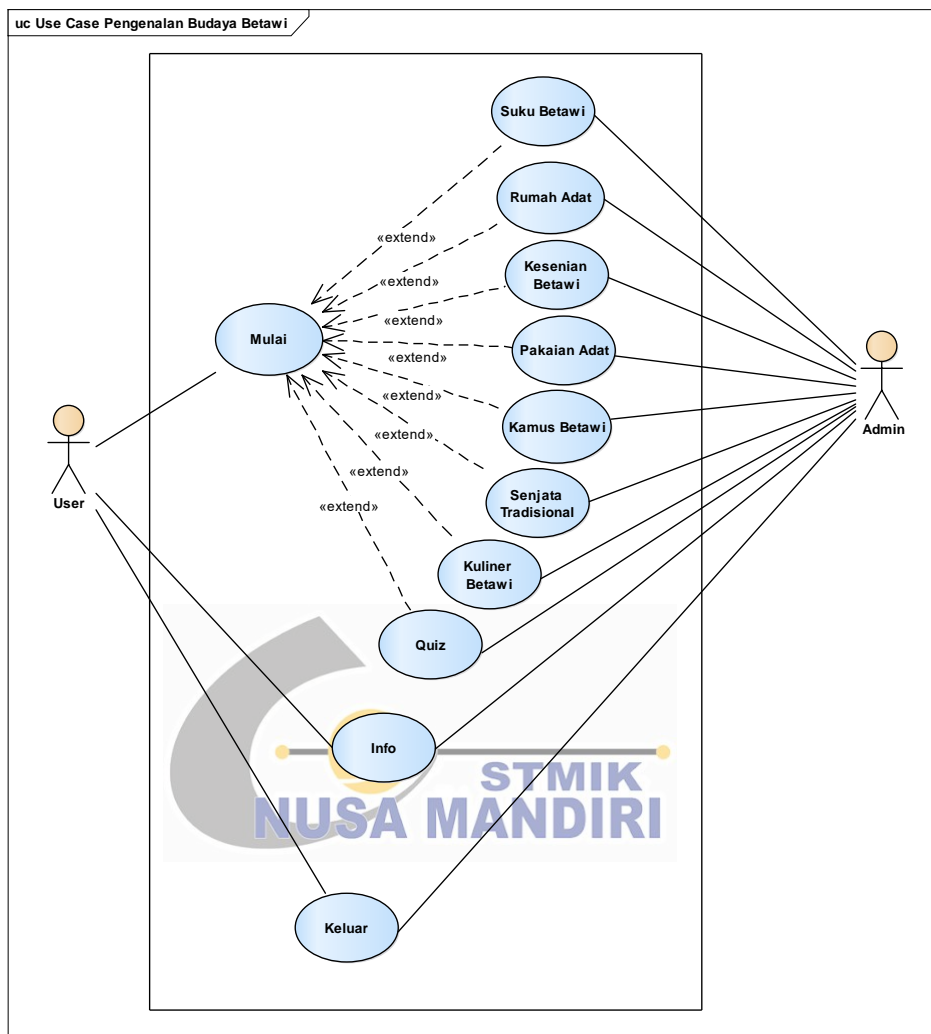 uc Use Case Pengenalan Budaya Betawi
Suku Betawi
Rumah Adat
«extend»
Kesenian
Betawi
«extend»
«extend»
Mulai
Pakaian Adat
«extend»
Kamus Betawi
Admin
«extend»
«extend»
User
Senjata
Tradisional
«extend»
Kuliner
Betawi
Quiz
Info
STMIK
NUSA MANDIRI
Keluar